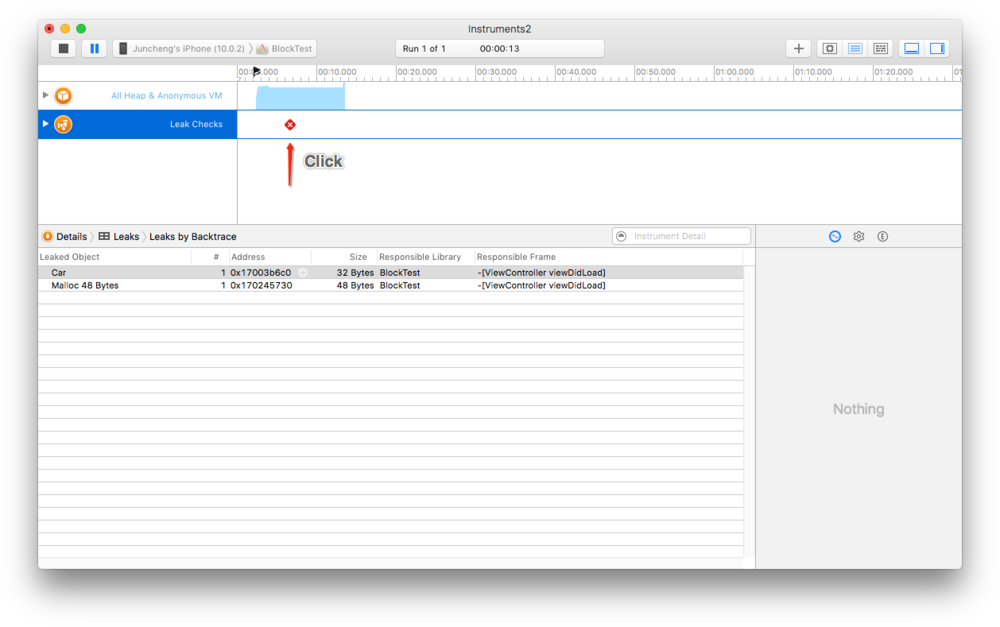 Instruments2
Juncheng's iPhone (10.0.2) 〉 BlockTest
Run 1 of 1 00:00:13
00:00.000 00:10.000 00:20.000 00:30.000 00:40.000 00:50.000 01:00.000 01:10.000 01:20.000
All Heap & Anonymous VM
Leak Checks
Click
Details 〉 Leaks 〉 Leaks by Backtrace
Instrument Detail
Leaked Object # Address Size Responsible Library Responsible Frame
Car 1 0x17003b6c0 32 Bytes BlockTest -[ViewController viewDidLoad]
Malloc 48 Bytes 1 0x170245730 48 Bytes BlockTest -[ViewController viewDidLoad]
Nothing